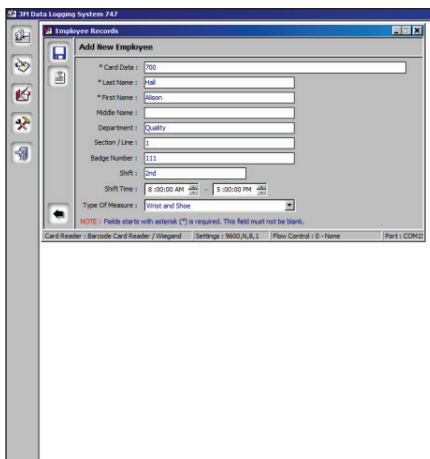 3M Data Logging System 747
Employee Records
Add New Employee
* Card Data : 700
* Last Name : Hall
* First Name : Alison
Middle Name :
Department : Quality
Section / Line : 1
Badge Number : 111
Shift : 2nd
Shift Time : 8 :00:00 AM - 5 :00:00 PM
Type Of Measure : Wrist and Shoe
NOTE : Fields starts with asterisk (*) is required. This field must not be blank.
Card Reader : Barcode Card Reader / Wiegand Settings : 9600,N,8,1 Flow Control : 0 - None Port : COM1